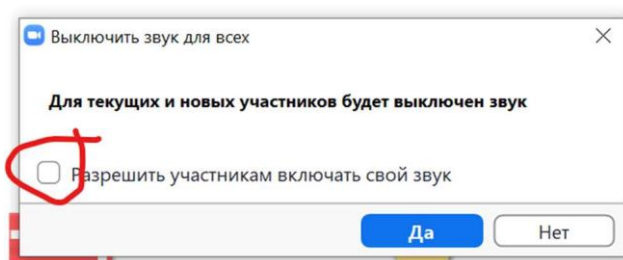 Выключить звук для всех
Для текущих и новых участников будет выключен звук
Разрешить участникам включать свой звук
Да Нет